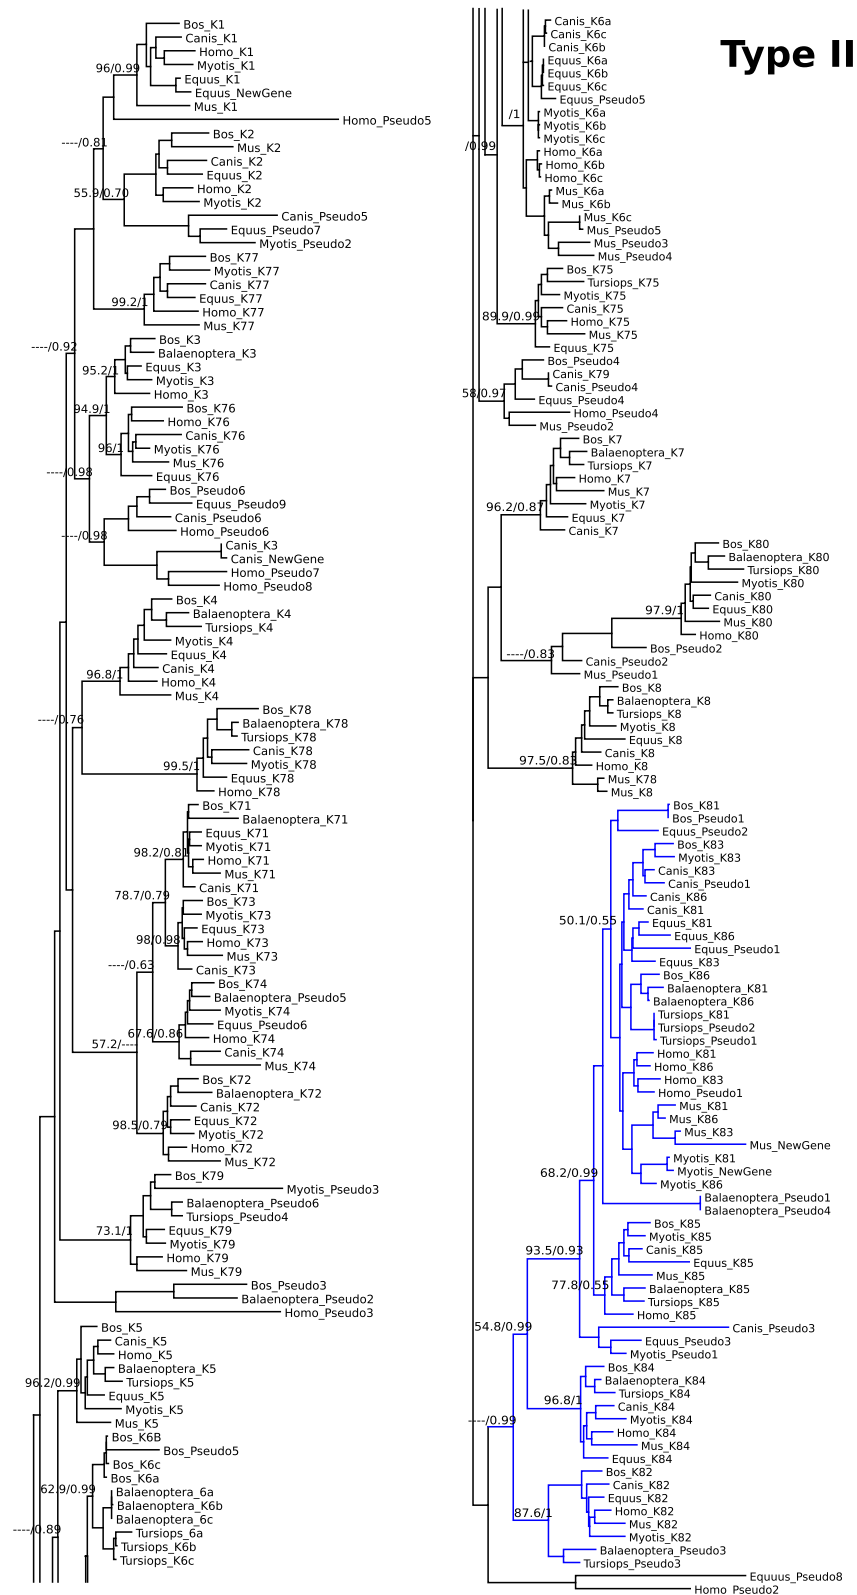 Bos_K1
Canis_K1
Homo_K1
Myotis_K1
96/0.99
Equus_K1
Equus_NewGene
Mus_K1
Homo_Pseudo5
Bos_K2
----/0.81
Mus_K2
Canis_K2
Equus_K2
55.9/0.70
Homo_K2
Myotis_K2
Canis_Pseudo5
Equus_Pseudo7
Myotis_Pseudo2
Bos_K77
Myotis_K77
Canis_K77
Equus_K77
99.2/1
Homo_K77
Mus_K77
Bos_K3
----/0.92
Balaenoptera_K3
Equus_K3
95.2/1
Myotis_K3
Homo_K3
94.9/1
Bos_K76
Homo_K76
Canis_K76
96/1
Myotis_K76
Mus_K76
----/0.98
Equus_K76
Bos_Pseudo6
Equus_Pseudo9
Canis_Pseudo6
Homo_Pseudo6
----/0.98
Canis_K3
Canis_NewGene
Homo_Pseudo7
Homo_Pseudo8
Bos_K4
Balaenoptera_K4
Tursiops_K4
Myotis_K4
Equus_K4
Canis_K4
96.8/1
Homo_K4
Mus_K4
Bos_K78
----/0.76
Balaenoptera_K78
Tursiops_K78
Canis_K78
Myotis_K78
99.5/1
Equus_K78
Homo_K78
Bos_K71
Balaenoptera_K71
Equus_K71
Myotis_K71
98.2/0.81
Homo_K71
Mus_K71
Canis_K71
78.7/0.79
Bos_K73
Myotis_K73
Equus_K73
98/0.98
Homo_K73
Mus_K73
----/0.63
Canis_K73
Bos_K74
Balaenoptera_Pseudo5
Myotis_K74
Equus_Pseudo6
67.6/0.86
Homo_K74
57.2/----
Canis_K74
Mus_K74
Bos_K72
Balaenoptera_K72
Canis_K72
Equus_K72
98.5/0.79
Myotis_K72
Homo_K72
Mus_K72
Bos_K79
Myotis_Pseudo3
Balaenoptera_Pseudo6
Tursiops_Pseudo4
73.1/1
Equus_K79
Myotis_K79
Homo_K79
Mus_K79
Bos_Pseudo3
Balaenoptera_Pseudo2
Homo_Pseudo3
Bos_K5
Canis_K5
Homo_K5
Balaenoptera_K5
96.2/0.99
Tursiops_K5
Equus_K5
Myotis_K5
Mus_K5
Bos_K6B
Bos_Pseudo5
Bos_K6c
Bos_K6a
62.9/0.99
Balaenoptera_6a
Balaenoptera_K6b
Balaenoptera_6c
----/0.89
Tursiops_6a
Tursiops_K6b
Tursiops_K6c
Type II
Canis_K6a
Canis_K6c
Canis_K6b
Equus_K6a
Equus_K6b
Equus_K6c
Equus_Pseudo5
/1
Myotis_K6a
Myotis_K6b
Myotis_K6c
/0.99
Homo_K6a
Homo_K6b
Homo_K6c
Mus_K6a
Mus_K6b
Mus_K6c
Mus_Pseudo5
Mus_Pseudo3
Mus_Pseudo4
Bos_K75
Tursiops_K75
Myotis_K75
Canis_K75
89.9/0.99
Homo_K75
Mus_K75
Equus_K75
Bos_Pseudo4
Canis_K79
Canis_Pseudo4
58/0.97
Equus_Pseudo4
Homo_Pseudo4
Mus_Pseudo2
Bos_K7
Balaenoptera_K7
Tursiops_K7
Homo_K7
Mus_K7
96.2/0.87
Myotis_K7
Equus_K7
Canis_K7
Bos_K80
Balaenoptera_K80
Tursiops_K80
Myotis_K80
Canis_K80
97.9/1
Equus_K80
Mus_K80
Homo_K80
Bos_Pseudo2
----/0.83
Canis_Pseudo2
Mus_Pseudo1
Bos_K8
Balaenoptera_K8
Tursiops_K8
Myotis_K8
Equus_K8
Canis_K8
97.5/0.83
Homo_K8
Mus_K78
Mus_K8
Bos_K81
Bos_Pseudo1
Equus_Pseudo2
Bos_K83
Myotis_K83
Canis_K83
Canis_Pseudo1
Canis_K86
Canis_K81
50.1/0.55
Equus_K81
Equus_K86
Equus_Pseudo1
Equus_K83
Bos_K86
Balaenoptera_K81
Balaenoptera_K86
Tursiops_K81
Tursiops_Pseudo2
Tursiops_Pseudo1
Homo_K81
Homo_K86
Homo_K83
Homo_Pseudo1
Mus_K81
Mus_K86
Mus_K83
Mus_NewGene
Myotis_K81
68.2/0.99
Myotis_NewGene
Myotis_K86
Balaenoptera_Pseudo1
Balaenoptera_Pseudo4
Bos_K85
Myotis_K85
93.5/0.93
Canis_K85
Equus_K85
Mus_K85
77.8/0.55
Balaenoptera_K85
Tursiops_K85
Homo_K85
54.8/0.99
Canis_Pseudo3
Equus_Pseudo3
Myotis_Pseudo1
Bos_K84
Balaenoptera_K84
Tursiops_K84
96.8/1
Canis_K84
----/0.99
Myotis_K84
Homo_K84
Mus_K84
Equus_K84
Bos_K82
Canis_K82
Equus_K82
87.6/1
Homo_K82
Mus_K82
Myotis_K82
Balaenoptera_Pseudo3
Tursiops_Pseudo3
Equuus_Pseudo8
Homo_Pseudo2